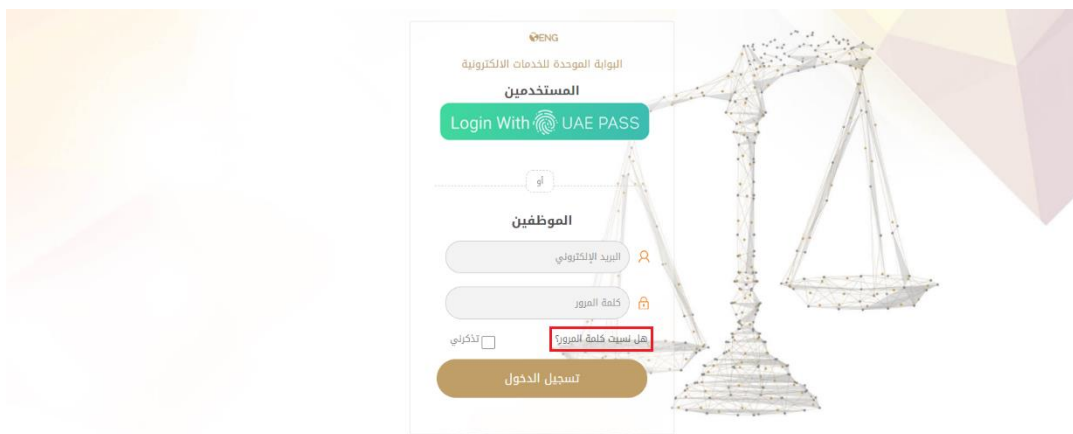 ENG
البوابة الموحدة للخدمات الالكترونية
المستخدمين
Login With UAE PASS
أو
الموظفين
البريد الإلكتروني
كلمة المرور
هل نسيت كلمة المرور؟
تذكرني
تسجيل الدخول